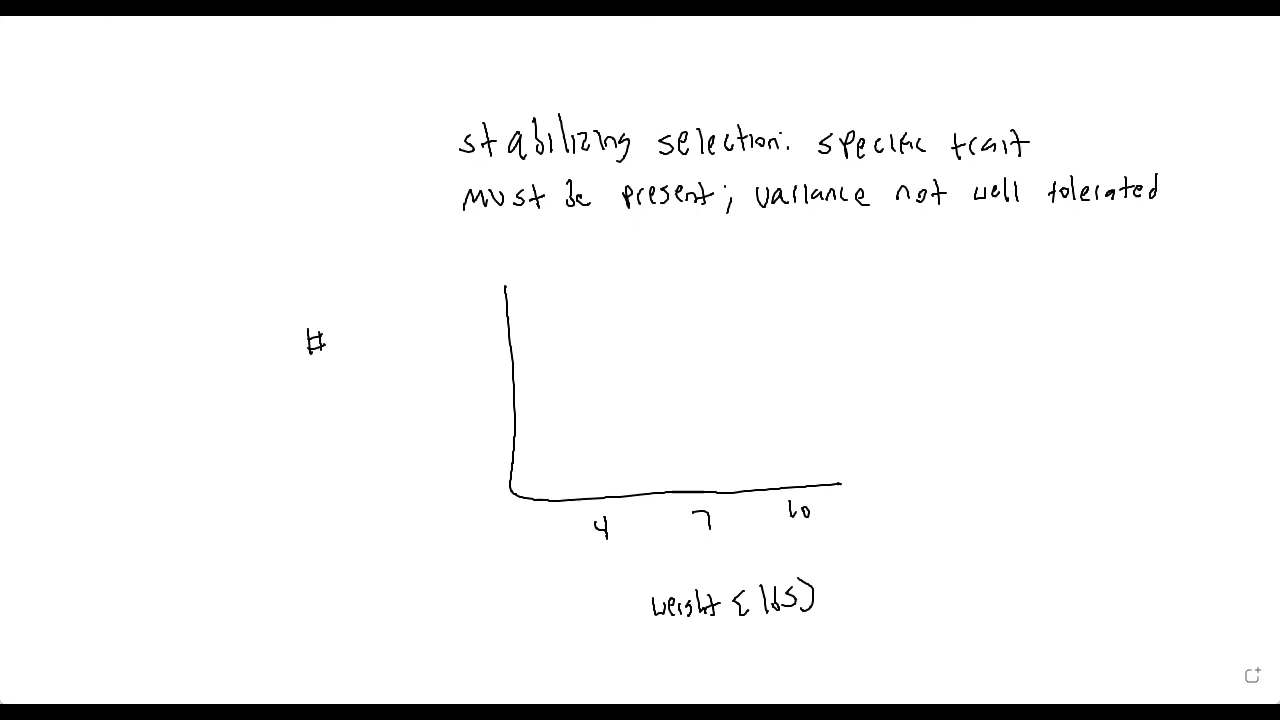 stabilizing selection: specific trait
must be present; variance not well tolerated
#
4 7 10
weight (lbs)